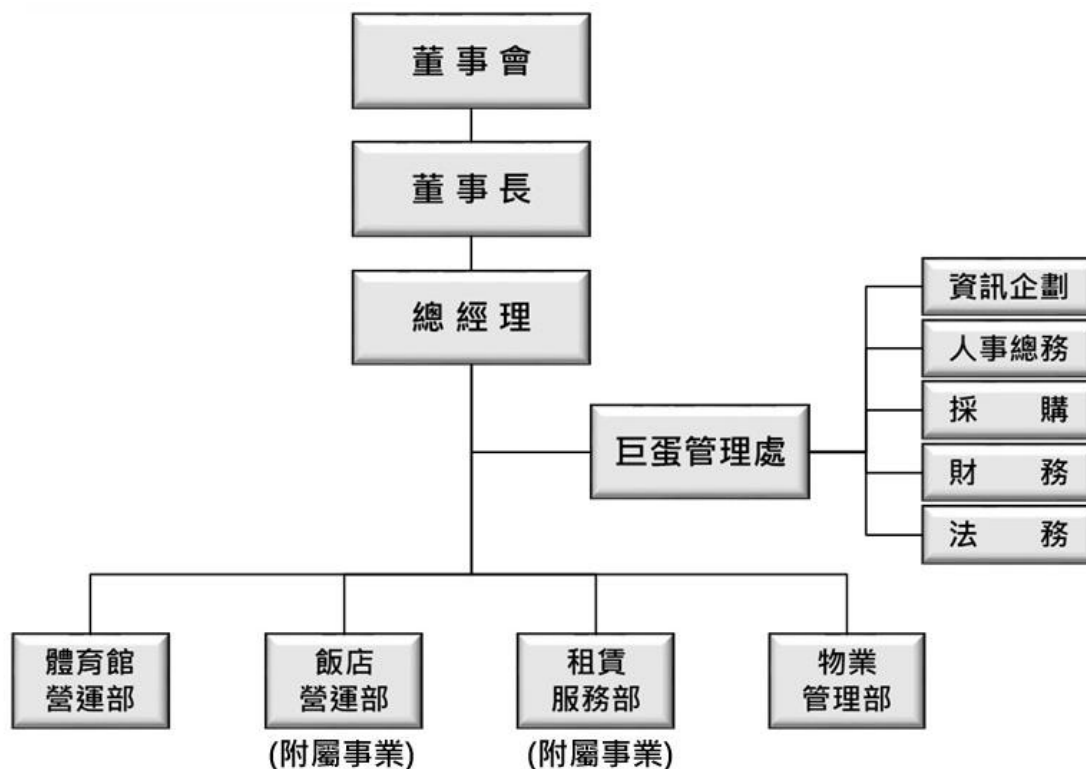 董事會
董事長
總經理
資訊企劃
人事總務
採　　購
巨蛋管理處
財　　務
法　　務
體育館
營運部
飯店
營運部
(附屬事業)
租賃
服務部
(附屬事業)
物業
管理部